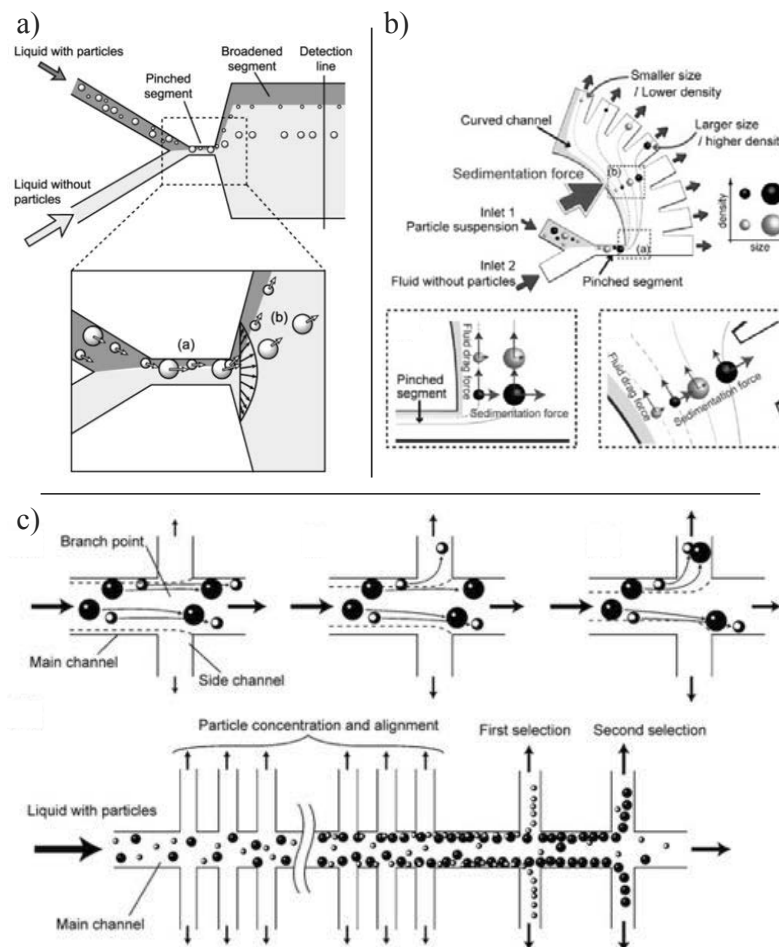 a)
Liquid with particles
Pinched
segment
Broadened
segment
Detection
line
Liquid without
particles
(a)
(b)
b)
Smaller size
/ Lower density
Curved channel
Larger size
/ higher densit
Sedimentation force
(b)
Inlet 1
Particle suspension
(a)
density
size
Inlet 2
Fluid without particles
Pinched segment
Pinched
segment
Fluid drag
force
Sedimentation force
Fluid drag
force
Sedimentation
force
c)
Branch point
Main channel
Side channel
Particle concentration and alignment
First selection
Second selection
Liquid with particles
Main channel